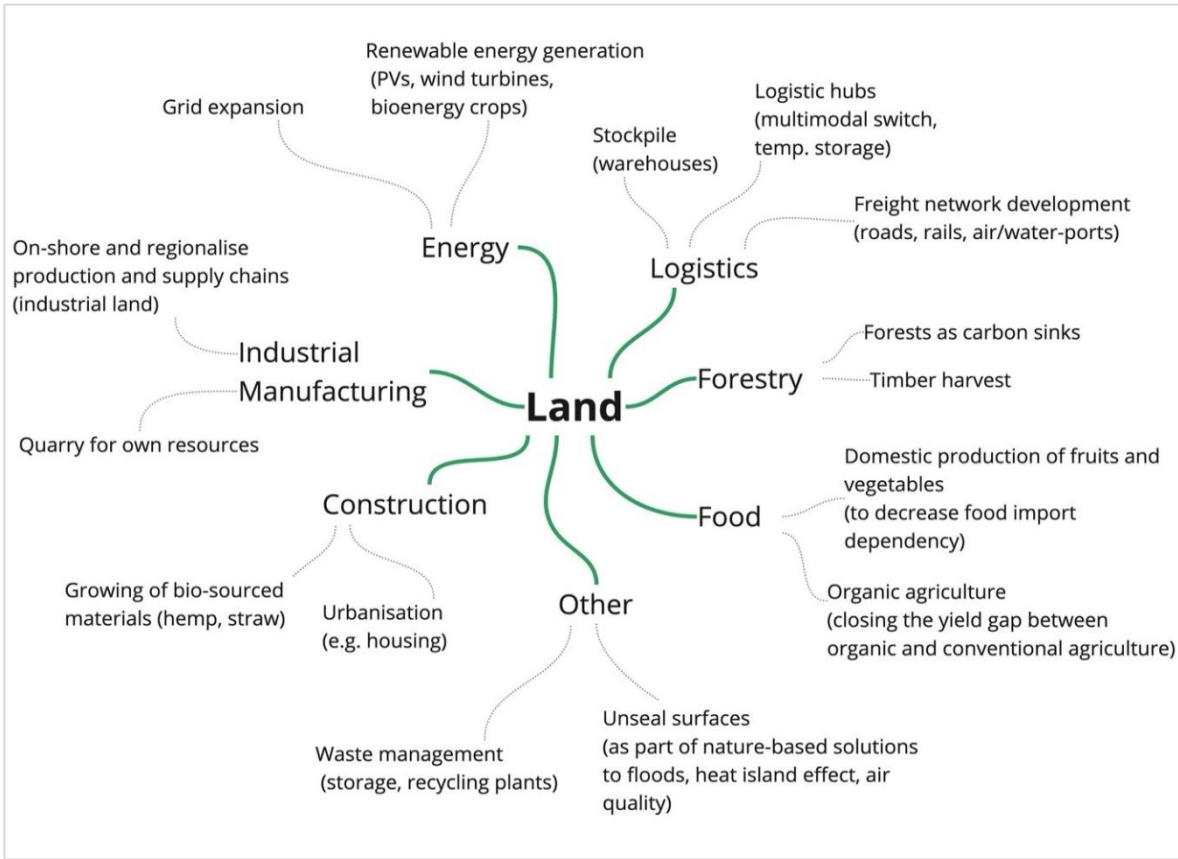 Renewable energy generation
(PVs, wind turbines,
bioenergy crops)
Grid expansion
Energy
Logistic hubs
(multimodal switch,
temp. storage)
Stockpile
(warehouses)
Freight network development
(roads, rails, air/water-ports)
Logistics
On-shore and regionalise
production and supply chains
(industrial land)
Industrial
Manufacturing
Quarry for own resources
Land
Forests as carbon sinks
Forestry
Timber harvest
Domestic production of fruits and
vegetables
(to decrease food import
dependency)
Food
Organic agriculture
(closing the yield gap between
organic and conventional agriculture)
Construction
Growing of bio-sourced
materials (hemp, straw)
Urbanisation
(e.g. housing)
Other
Waste management
(storage, recycling plants)
Unseal surfaces
(as part of nature-based solutions
to floods, heat island effect, air
quality)